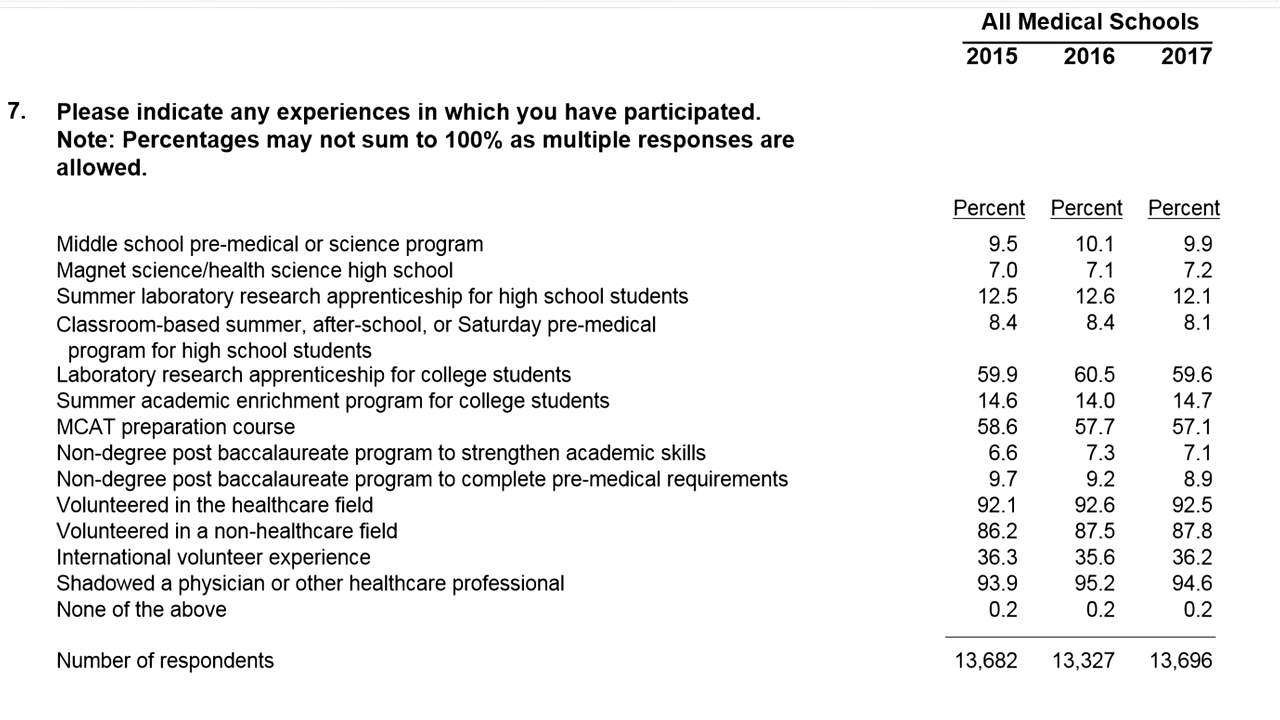 All Medical Schools
2015 2016 2017
7. Please indicate any experiences in which you have participated.
Note: Percentages may not sum to 100% as multiple responses are
allowed.
Percent Percent Percent
Middle school pre-medical or science program 9.5 10.1 9.9
Magnet science/health science high school 7.0 7.1 7.2
Summer laboratory research apprenticeship for high school students 12.5 12.6 12.1
Classroom-based summer, after-school, or Saturday pre-medical 8.4 8.4 8.1
program for high school students
Laboratory research apprenticeship for college students 59.9 60.5 59.6
Summer academic enrichment program for college students 14.6 14.0 14.7
MCAT preparation course 58.6 57.7 57.1
Non-degree post baccalaureate program to strengthen academic skills 6.6 7.3 7.1
Non-degree post baccalaureate program to complete pre-medical requirements 9.7 9.2 8.9
Volunteered in the healthcare field 92.1 92.6 92.5
Volunteered in a non-healthcare field 86.2 87.5 87.8
International volunteer experience 36.3 35.6 36.2
Shadowed a physician or other healthcare professional 93.9 95.2 94.6
None of the above 0.2 0.2 0.2
Number of respondents 13,682 13,327 13,696